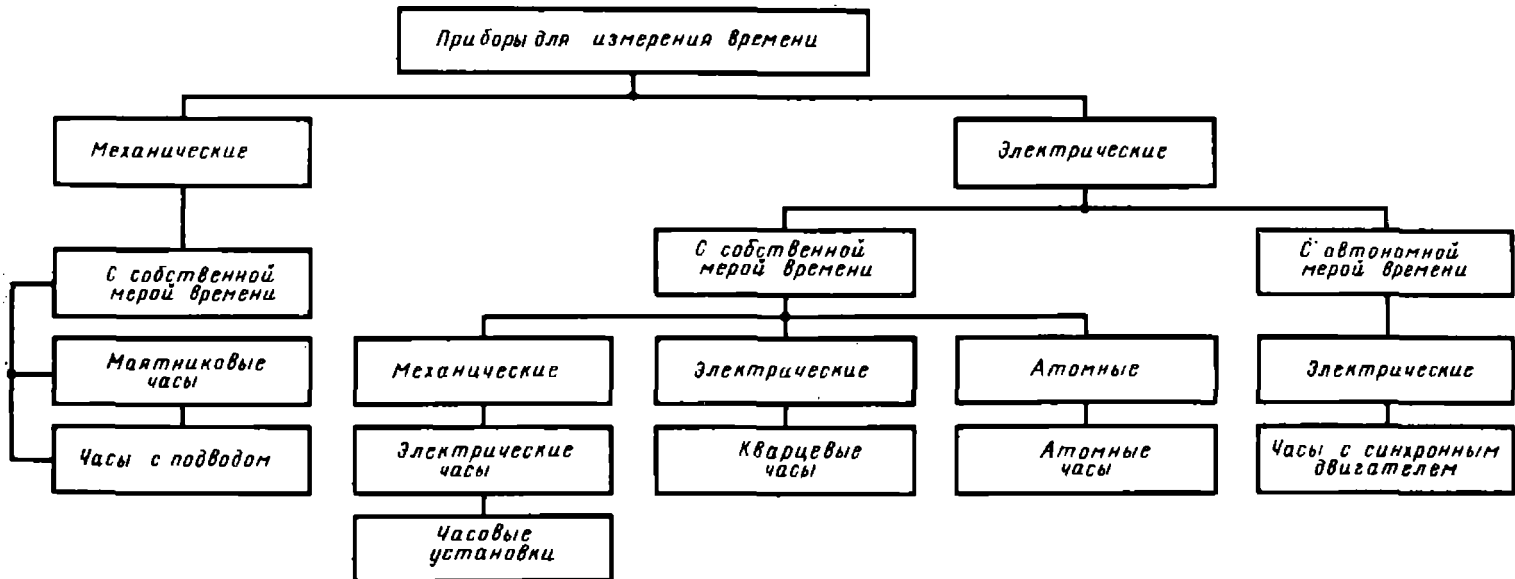 Приборы для измерения времени
Механические
Электрические
С собственной
мерой времени
С автономной
мерой времени
С собственной
мерой времени
Маятниковые
часы
Механические
Электрические
Атомные
Электрические
Часы с подводом
Электрические
часы
Кварцевые
часы
Атомные
часы
Часы с синхронным
двигателем
Часовые
установки